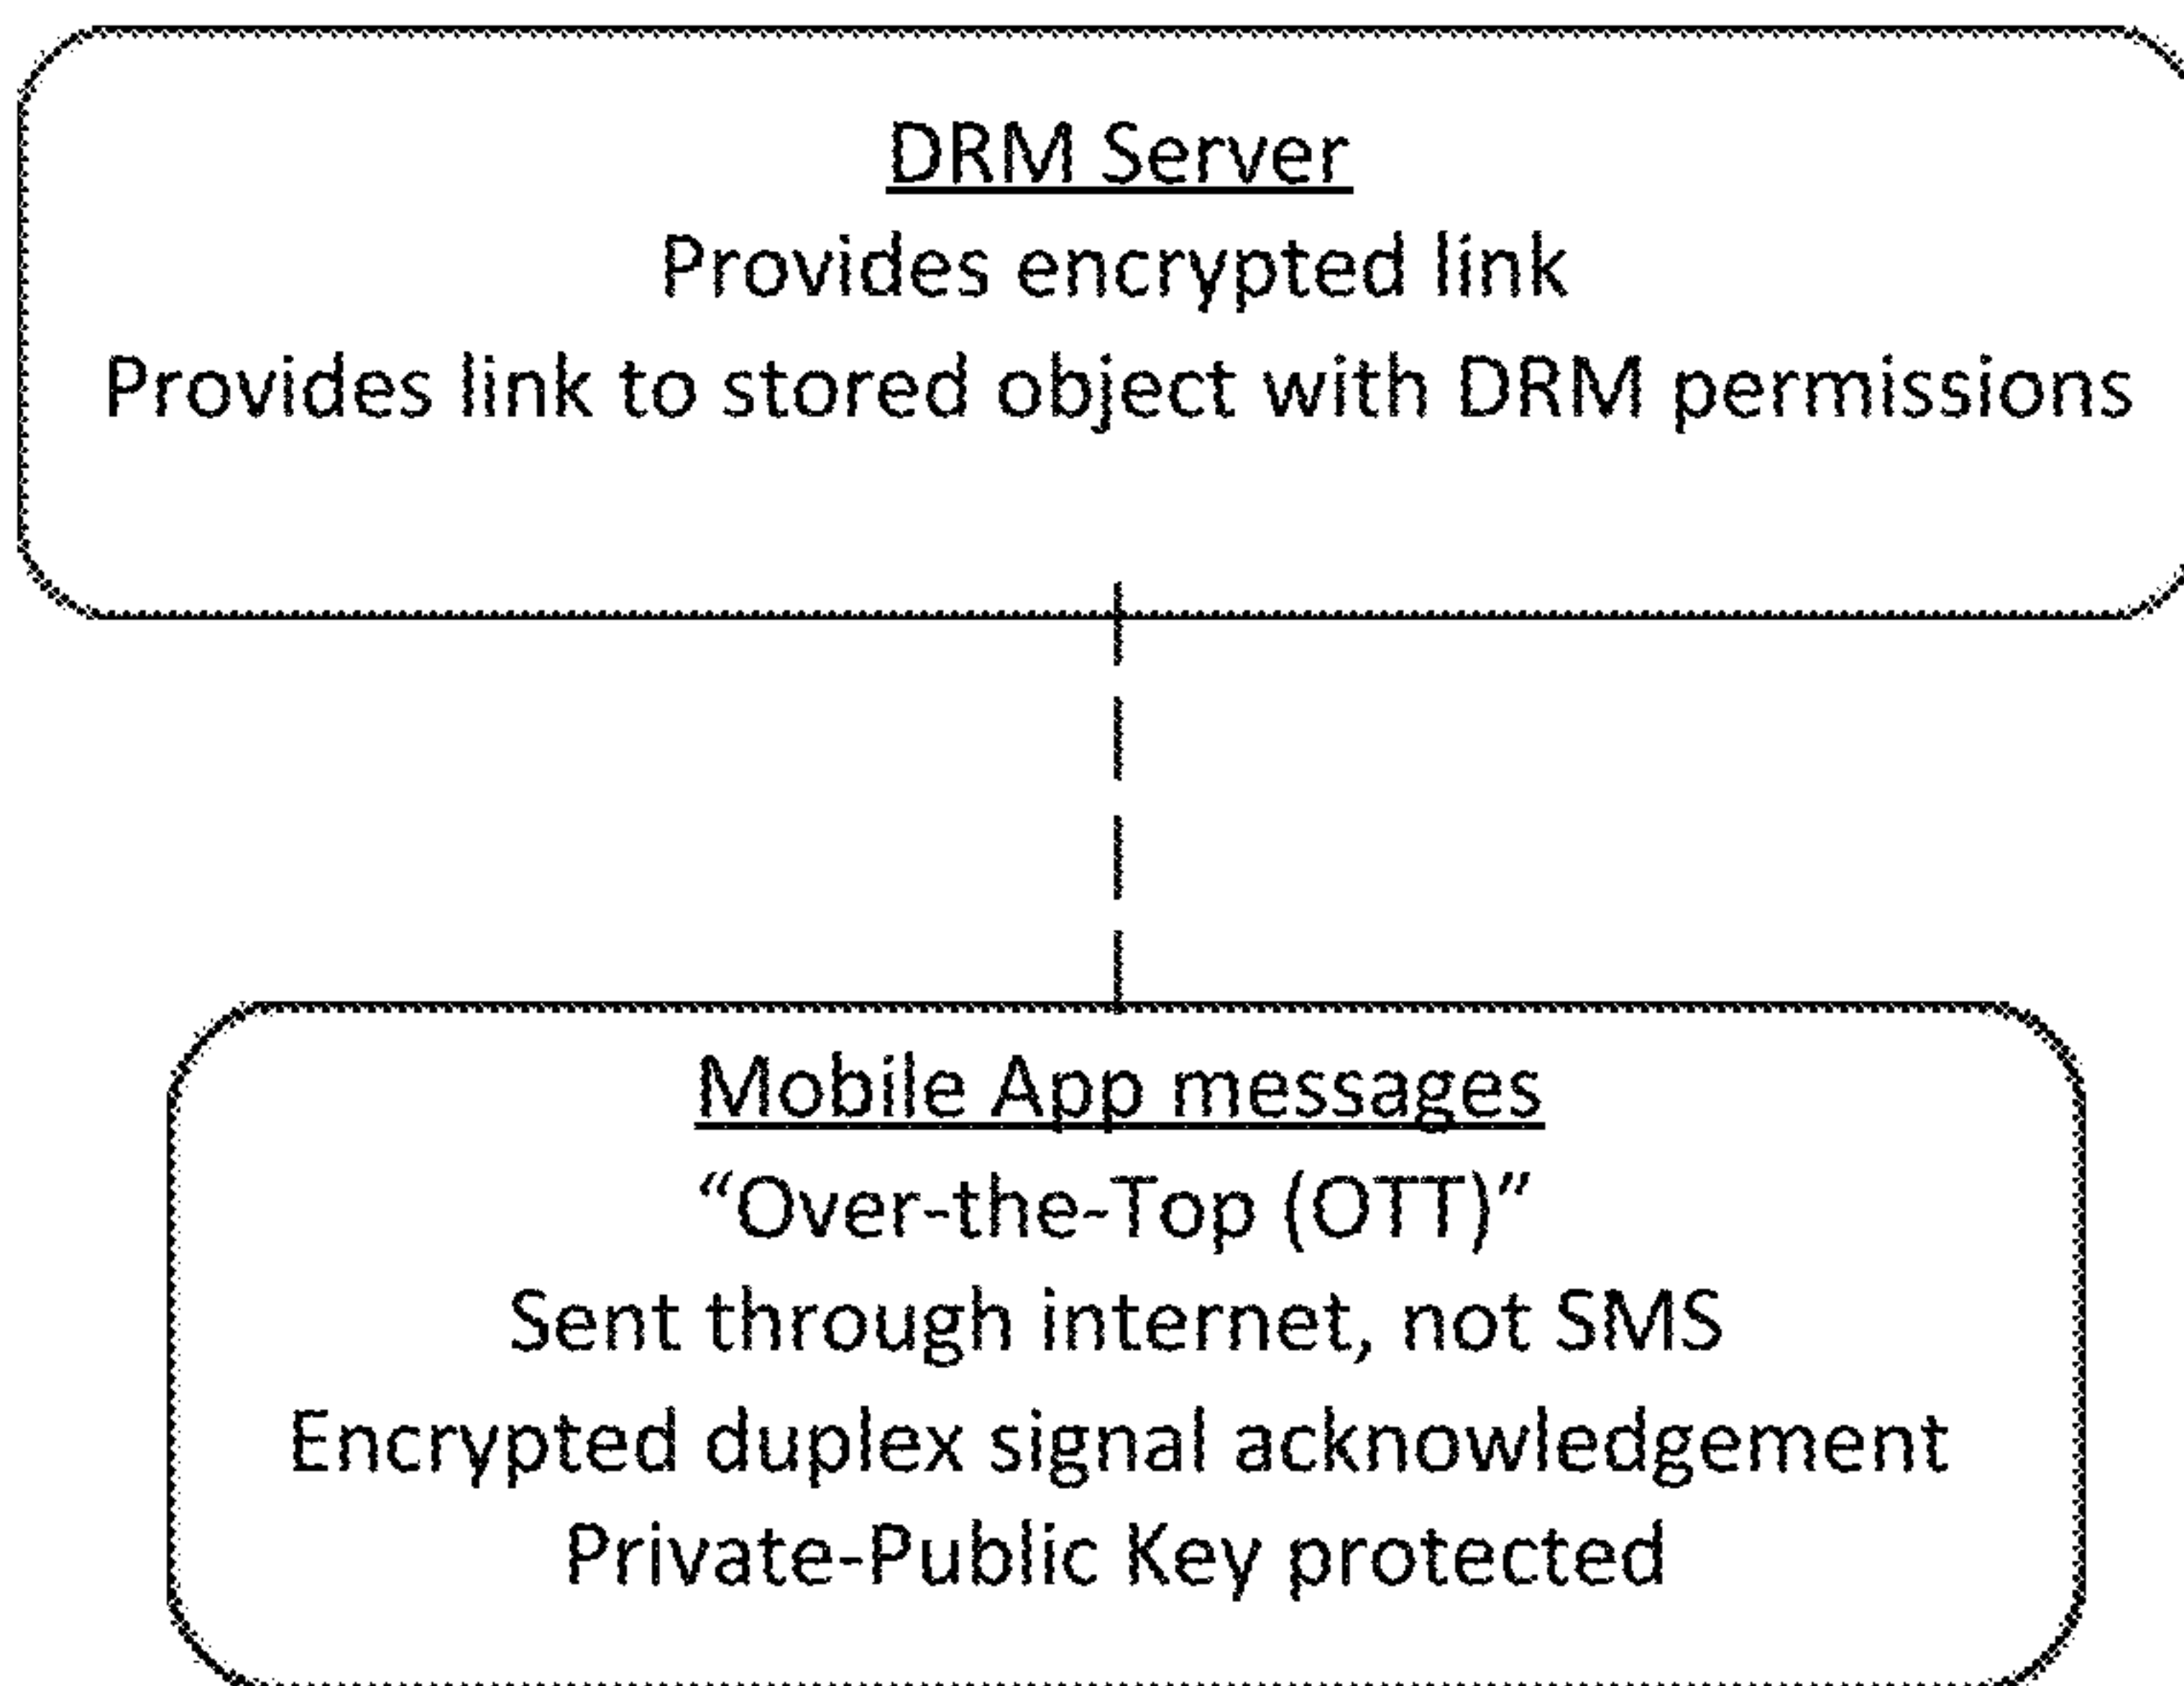 DRM Server
Provides encrypted link
Provides link to stored object with DRM permissions
Mobile App messages
“Over-the-Top (OTT)”
Sent through internet, not SMS
Encrypted duplex signal acknowledgement
Private-Public Key protected